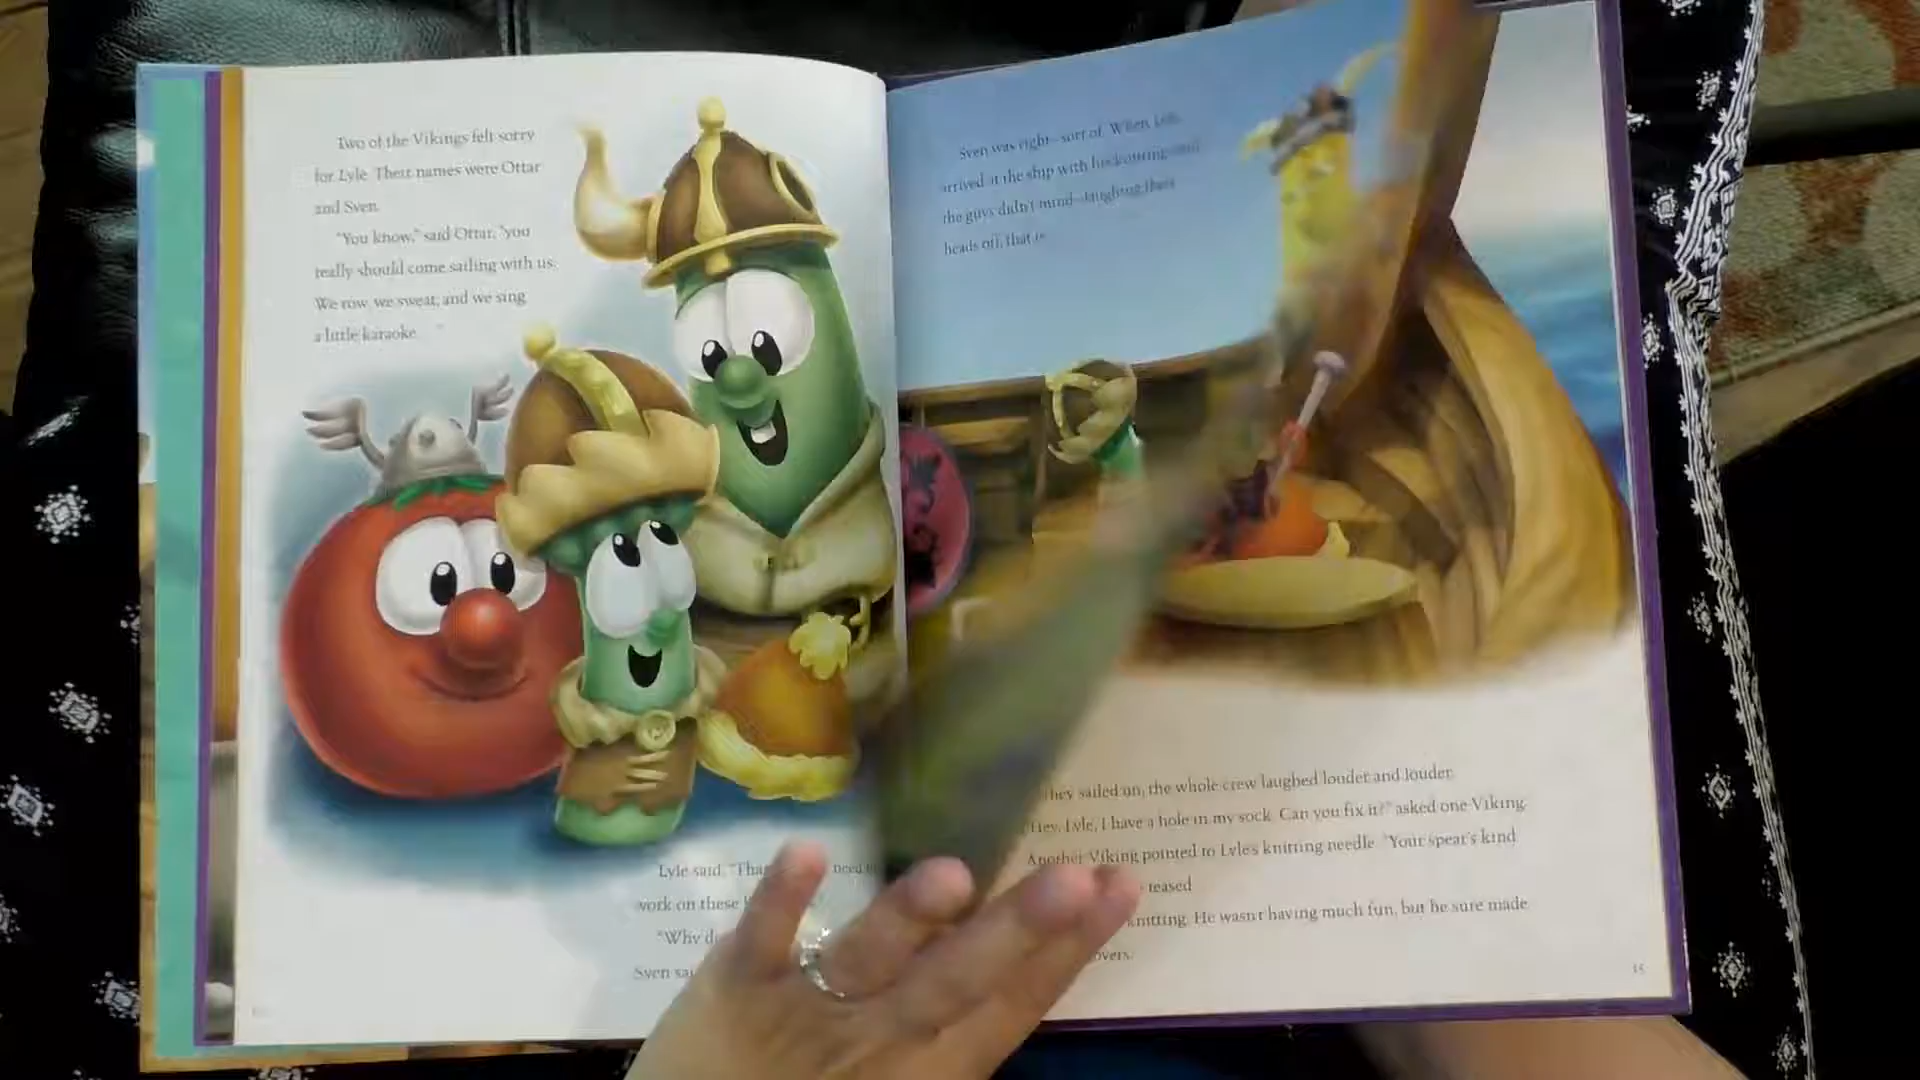 Two of the Vikings felt sorry
for Lyle. Their names were Ottar
and Sven.
"You know," said Ottar, "you
really should come sailing with us.
We row, we sweat, and we sing
a little karaoke.
Lyle said, "Tha need
work on these
"Why d
Sven sa
Sven was right—sort of. When Lyle
arrived at the ship with his knitting
the guys didn't mind—laughing their
heads off, that is.
they sailed on, the whole crew laughed louder and louder.
"Hey, Lyle, I have a hole in my sock. Can you fix it?" asked one Viking.
Another Viking pointed to Lyle's knitting needle. "Your spear's kind
teased.
knitting. He wasn't having much fun, but he sure made
overs.
15